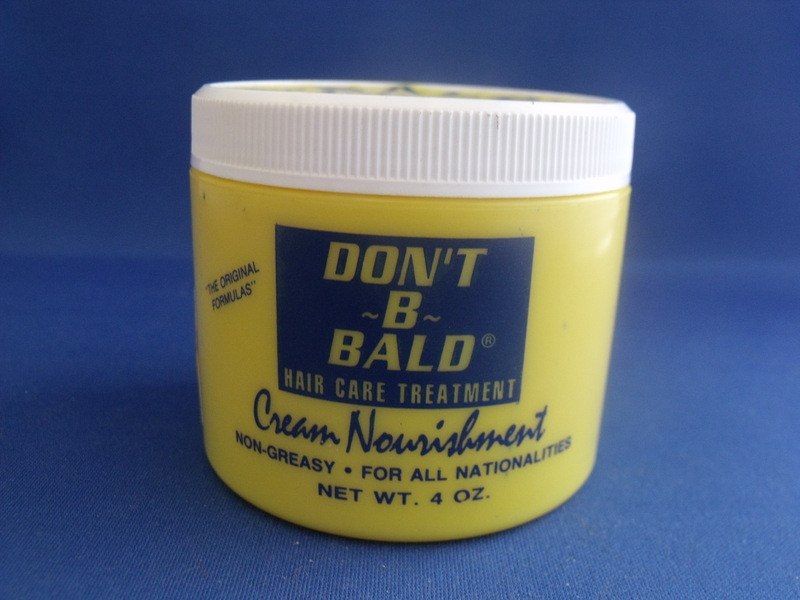 "THE ORIGINAL
FORMULAS"
DON'T
~B~
BALD®
HAIR CARE TREATMENT
Cream Nourishment
NON-GREASY • FOR ALL NATIONALITIES
NET WT. 4 OZ.